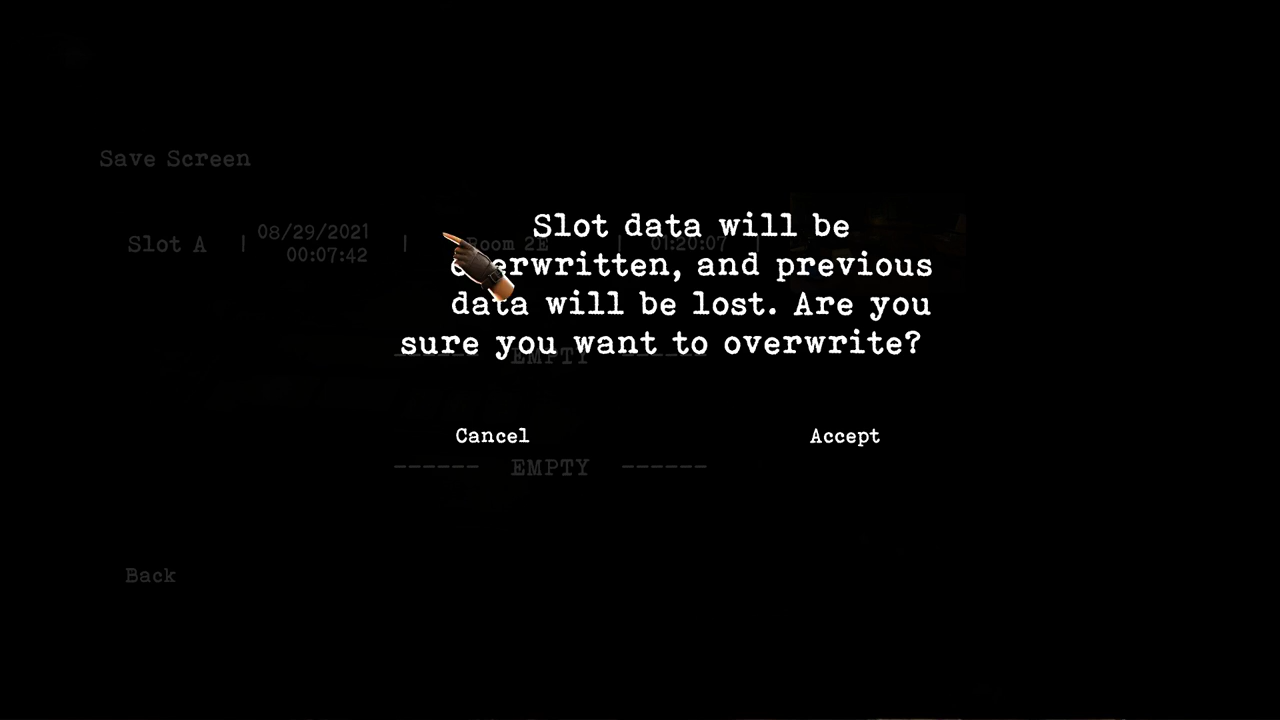 Save Screen
Slot A | 08/29/2021 00:07:42 | Room 2E | 01:20:07 |
Slot data will be
overwritten, and previous
data will be lost. Are you
sure you want to overwrite?
------ EMPTY ------
Cancel Accept
------ EMPTY ------
Back